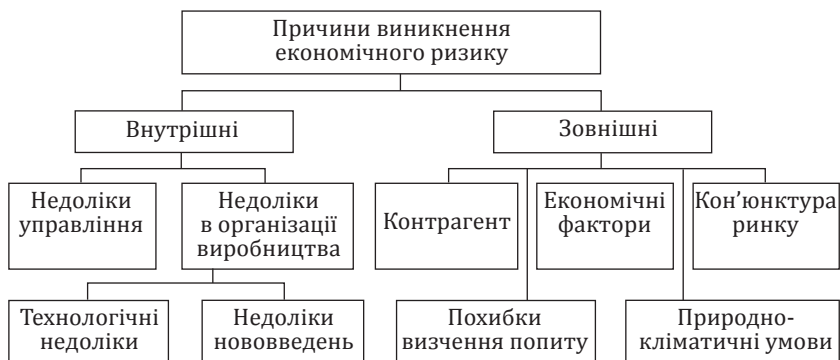 Причини виникнення
економічного ризику
Внутрішні
Зовнішні
Недоліки
управління
Недоліки
в організації
виробництва
Контрагент
Економічні
фактори
Кон’юнктура
ринку
Технологічні
недоліки
Недоліки
нововведень
Похибки
визчення попиту
Природно-
кліматичні умови